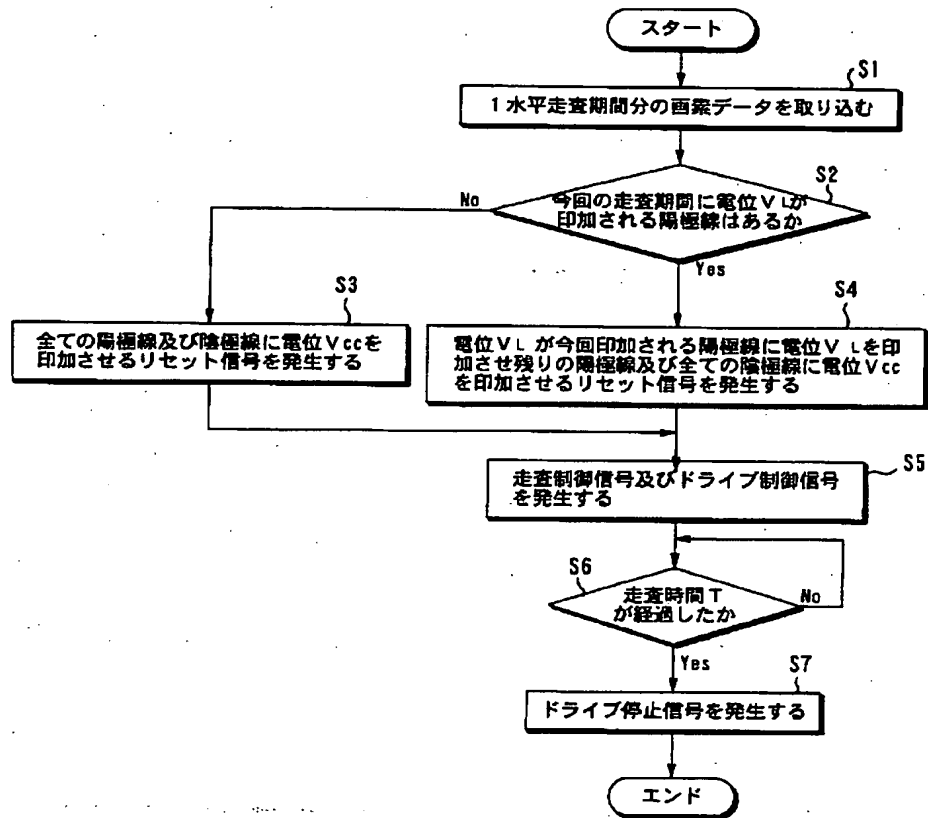 スタート
S1
1水平走査期間分の画素データを取り込む
S2
今回の走査期間に電位VLが
印加される陽極線はあるか
No
Yes
S3
全ての陽極線及び陰極線に電位Vccを
印加させるリセット信号を発生する
S4
電位VLが今回印加される陽極線に電位VLを印
加させ残りの陽極線及び全ての陰極線に電位Vcc
を印加させるリセット信号を発生する
S5
走査制御信号及びドライブ制御信号
を発生する
S6
走査時間T
が経過したか
No
Yes
S7
ドライブ停止信号を発生する
エンド